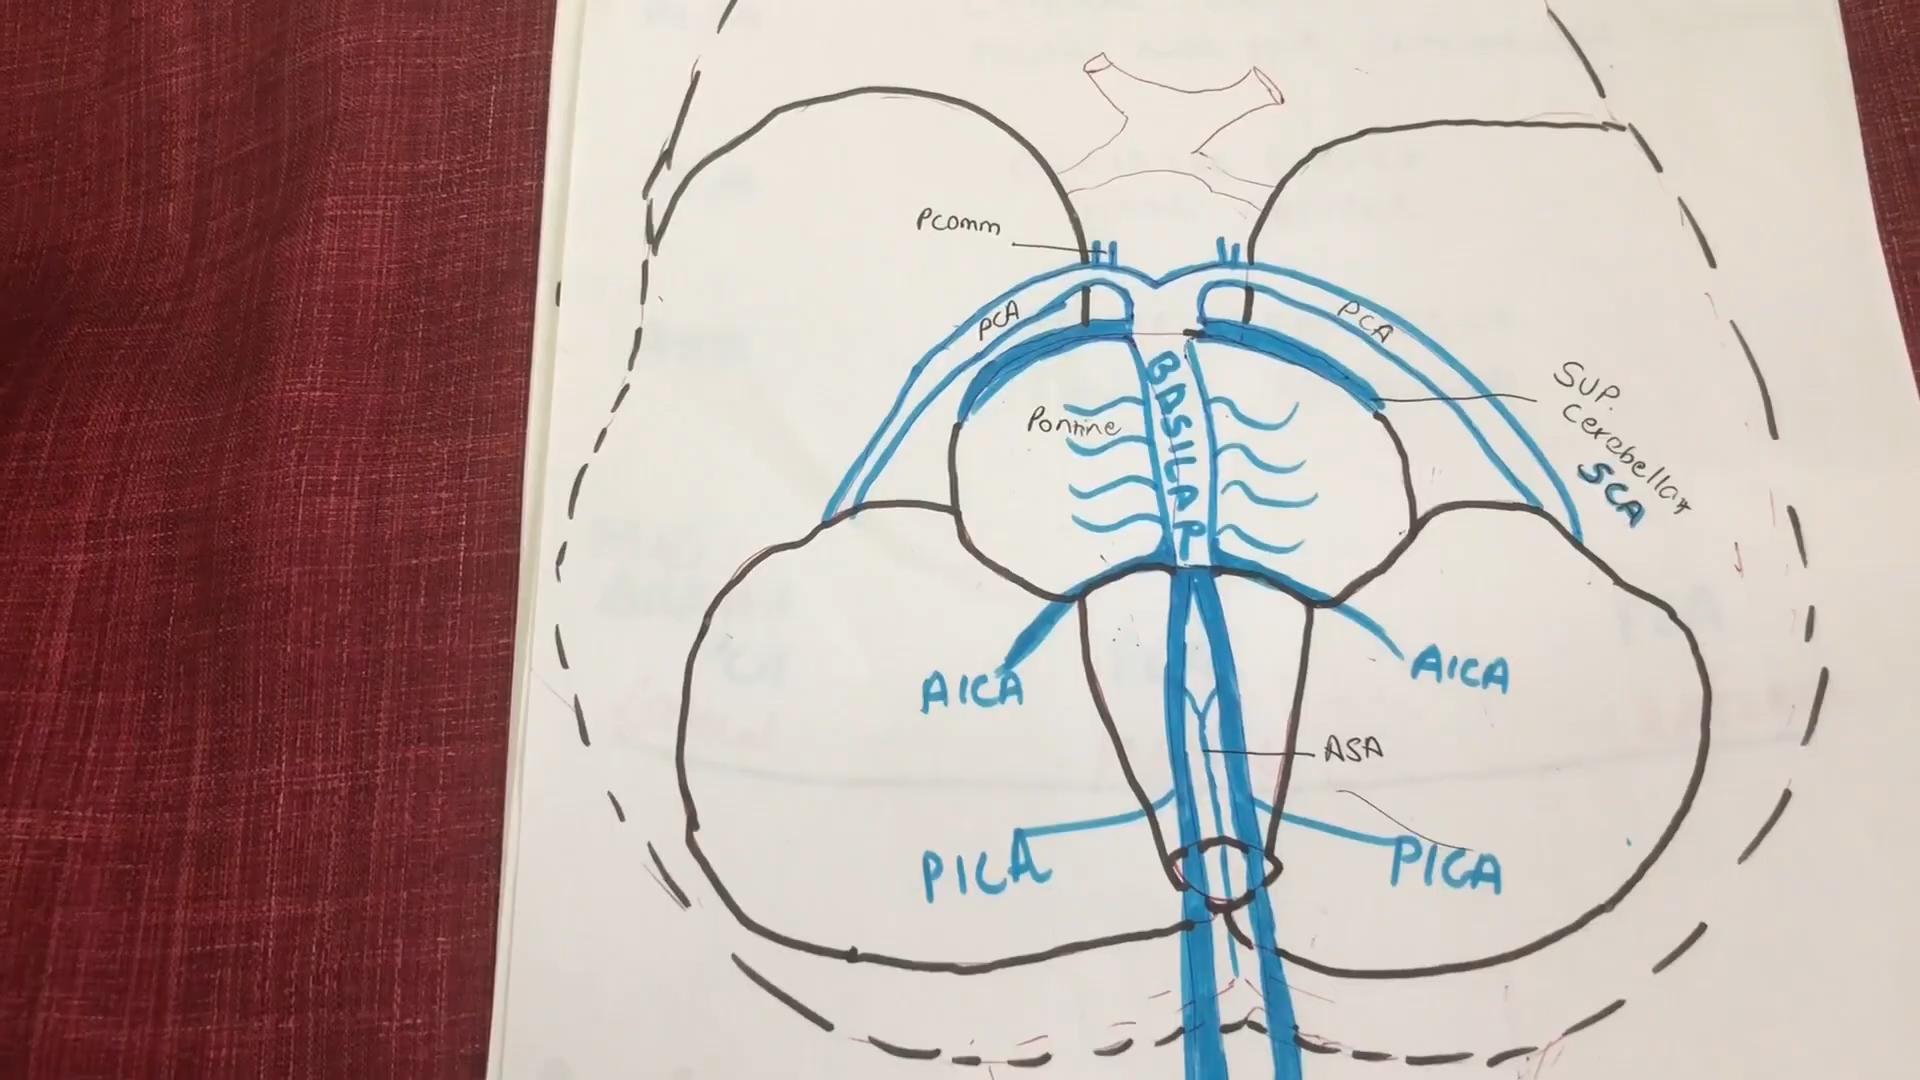 Pcomm
PCA
PCA
BASILAR
Pontine
SUP.
Cerebellar
SCA
AICA
AICA
ASA
PICA
PICA